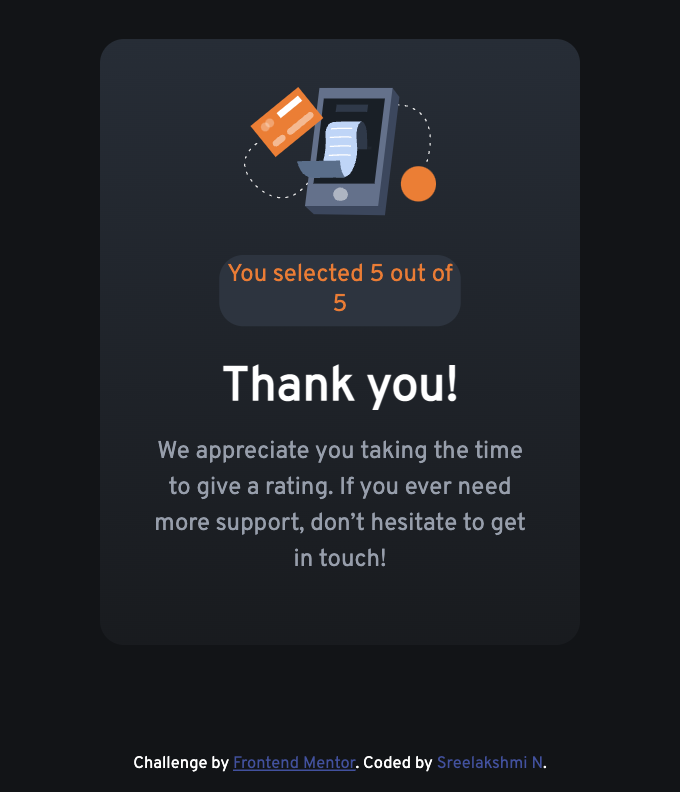 You selected 5 out of
5
Thank you!
We appreciate you taking the time
to give a rating. If you ever need
more support, don’t hesitate to get
in touch!
Challenge by Frontend Mentor. Coded by Sreelakshmi N.